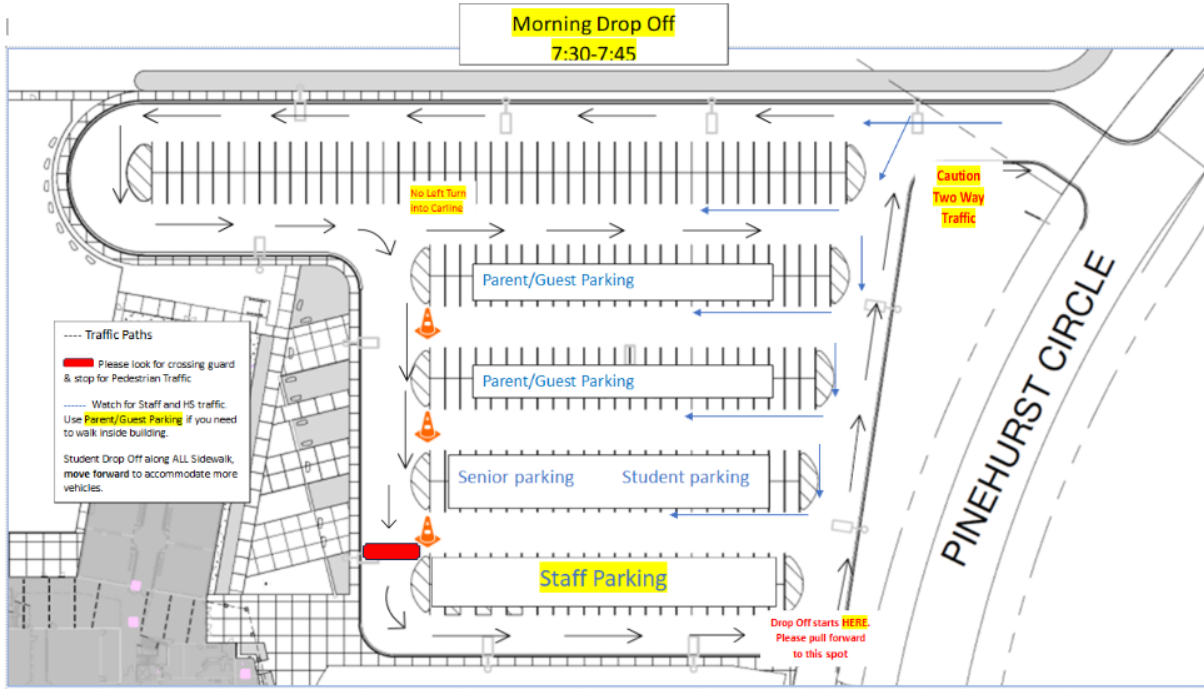 Morning Drop Off
7:30-7:45
Caution
Two Way
Traffic
No Left Turn
into Carline
Parent/Guest Parking
PINEHURST CIRCLE
---- Traffic Paths
Please look for crossing guard
& stop for Pedestrian Traffic
------ Watch for Staff and HS traffic.
Use Parent/Guest Parking if you need
to walk inside building.
Student Drop Off along ALL Sidewalk,
move forward to accommodate more
vehicles.
Parent/Guest Parking
Senior parking Student parking
Staff Parking
Drop Off starts HERE.
Please pull forward
to this spot